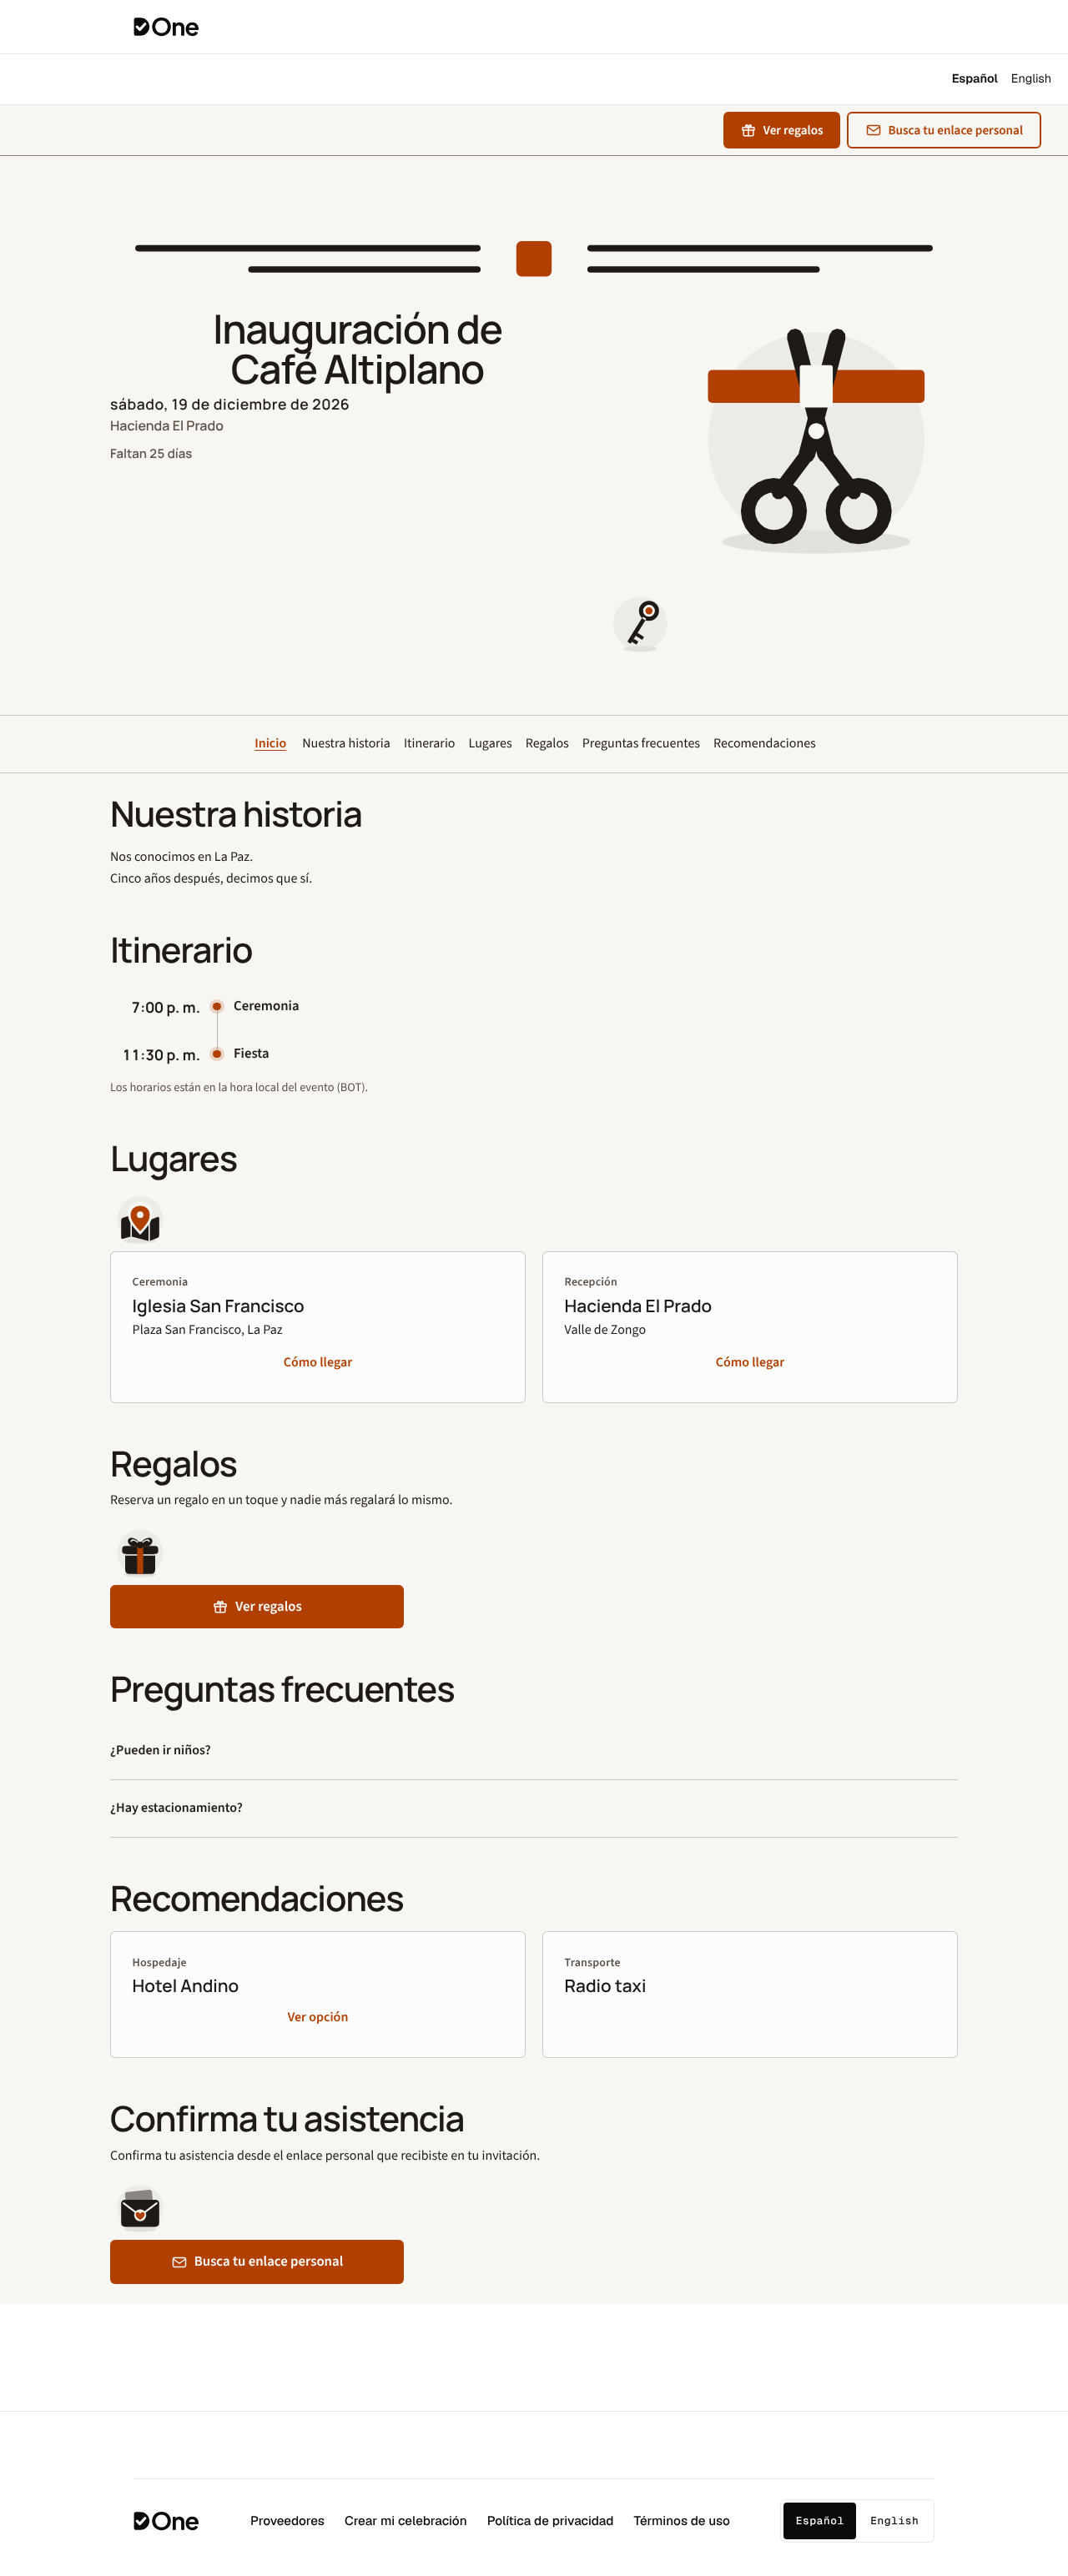 One
Español English
Ver regalos Busca tu enlace personal
Inauguración de
Café Altiplano
sábado, 19 de diciembre de 2026
Hacienda El Prado
Faltan 25 días
Inicio Nuestra historia Itinerario Lugares Regalos Preguntas frecuentes Recomendaciones
Nuestra historia
Nos conocimos en La Paz.
Cinco años después, decimos que sí.
Itinerario
7:00 p. m. Ceremonia
11:30 p. m. Fiesta
Los horarios están en la hora local del evento (BOT).
Lugares
Ceremonia
Iglesia San Francisco
Plaza San Francisco, La Paz
Cómo llegar
Recepción
Hacienda El Prado
Valle de Zongo
Cómo llegar
Regalos
Reserva un regalo en un toque y nadie más regalará lo mismo.
Ver regalos
Preguntas frecuentes
¿Pueden ir niños?
¿Hay estacionamiento?
Recomendaciones
Hospedaje
Hotel Andino
Ver opción
Transporte
Radio taxi
Confirma tu asistencia
Confirma tu asistencia desde el enlace personal que recibiste en tu invitación.
Busca tu enlace personal
One
Proveedores Crear mi celebración Política de privacidad Términos de uso
Español English